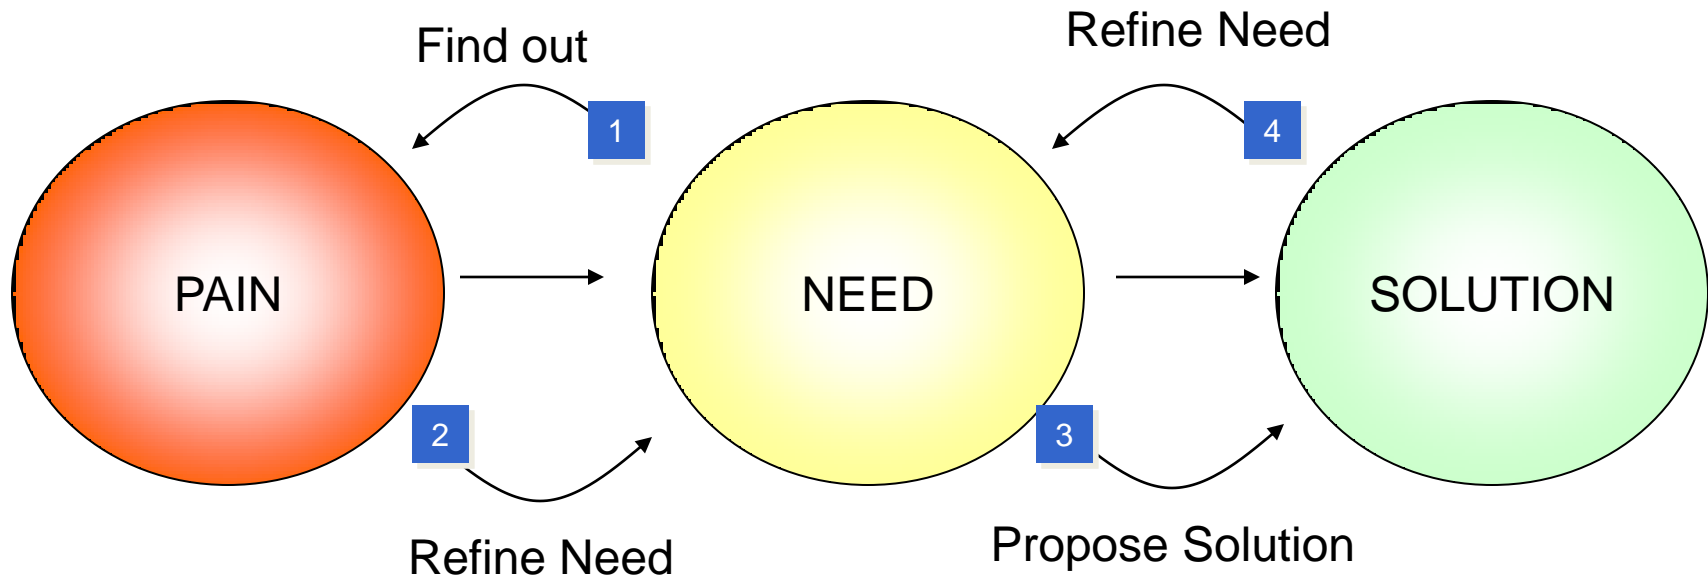 Find out
Refine Need
1
4
PAIN
NEED
SOLUTION
2
3
Refine Need
Propose Solution